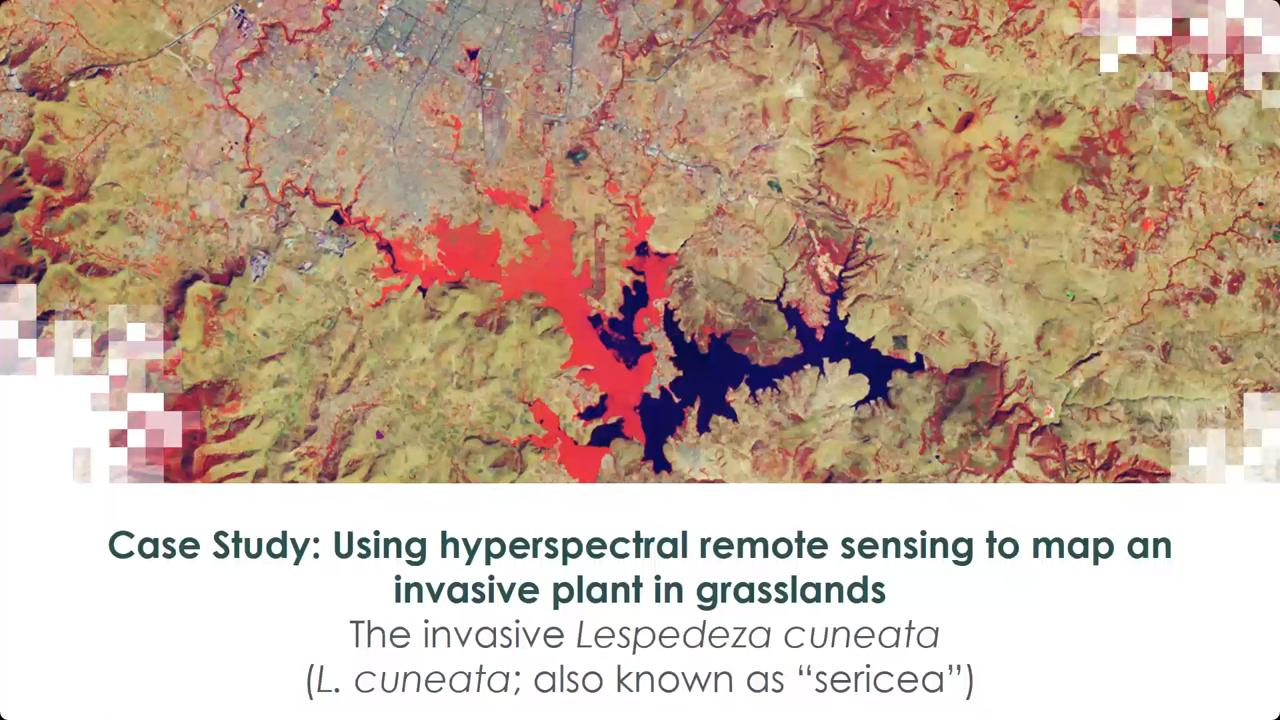 Case Study: Using hyperspectral remote sensing to map an
invasive plant in grasslands
The invasive Lespedeza cuneata
(L. cuneata; also known as “sericea”)